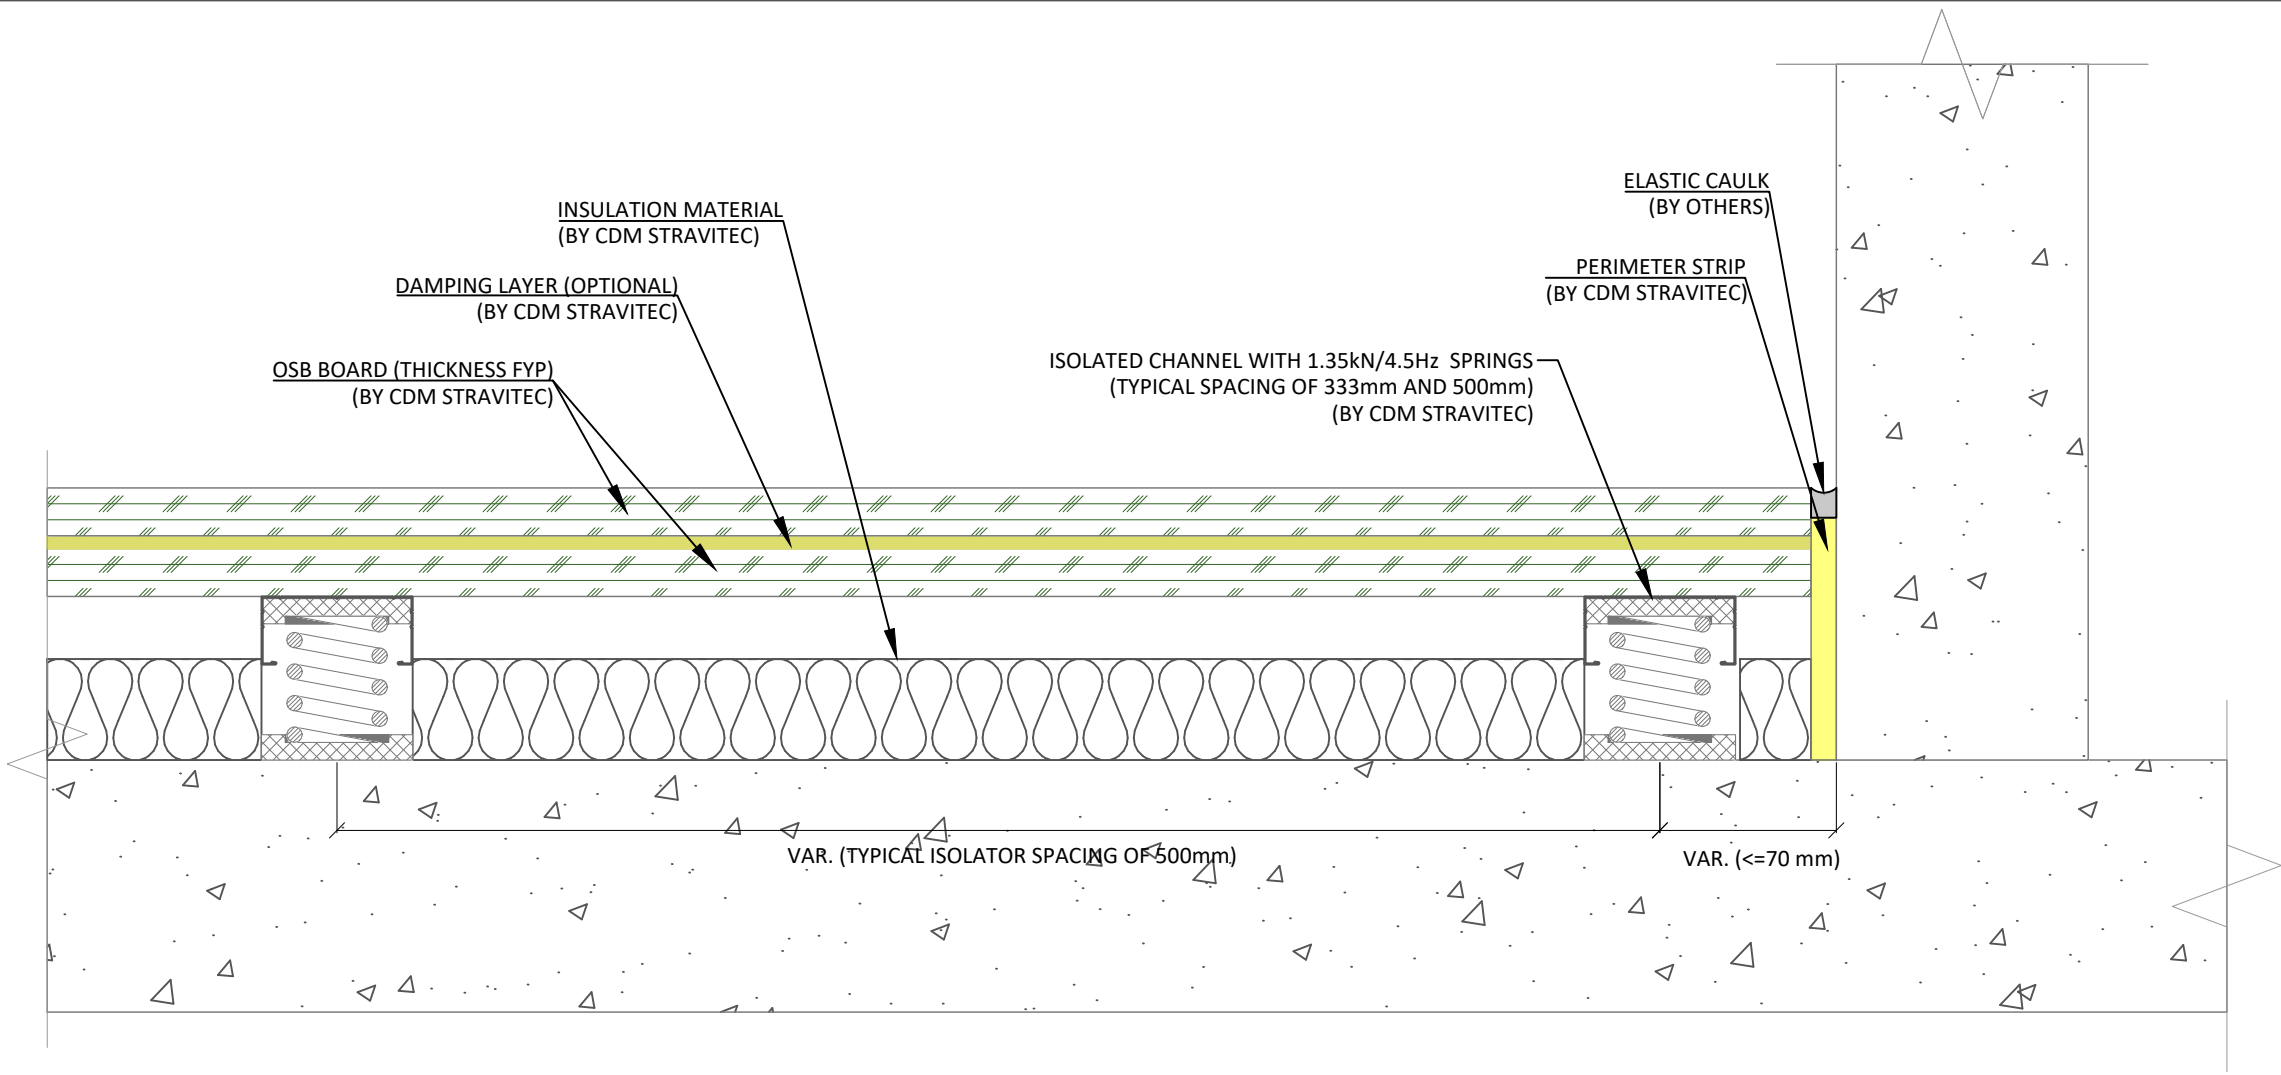 ELASTIC CAULK
(BY OTHERS)
INSULATION MATERIAL
(BY CDM STRAVITEC)
PERIMETER STRIP
(BY CDM STRAVITEC)
DAMPING LAYER (OPTIONAL)
(BY CDM STRAVITEC)
ISOLATED CHANNEL WITH 1.35kN/4.5Hz SPRINGS
(TYPICAL SPACING OF 333mm AND 500mm)
(BY CDM STRAVITEC)
OSB BOARD (THICKNESS FYP)
(BY CDM STRAVITEC)
VAR. (TYPICAL ISOLATOR SPACING OF 500mm)
VAR. (<=70 mm)